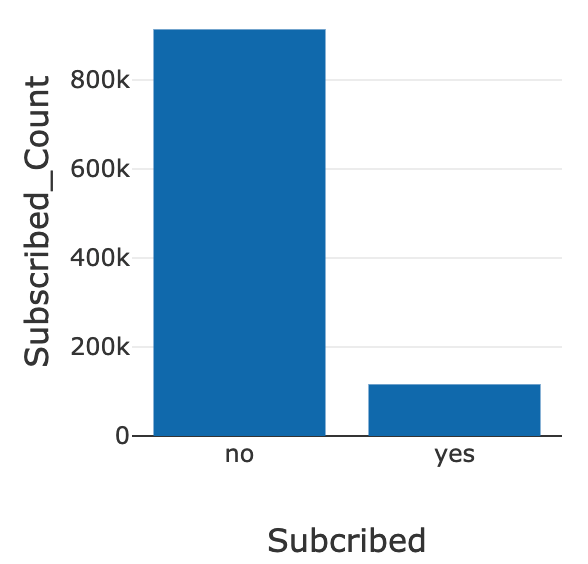 Subscribed_Count
800k
600k
400k
200k
0
no
yes
Subcribed